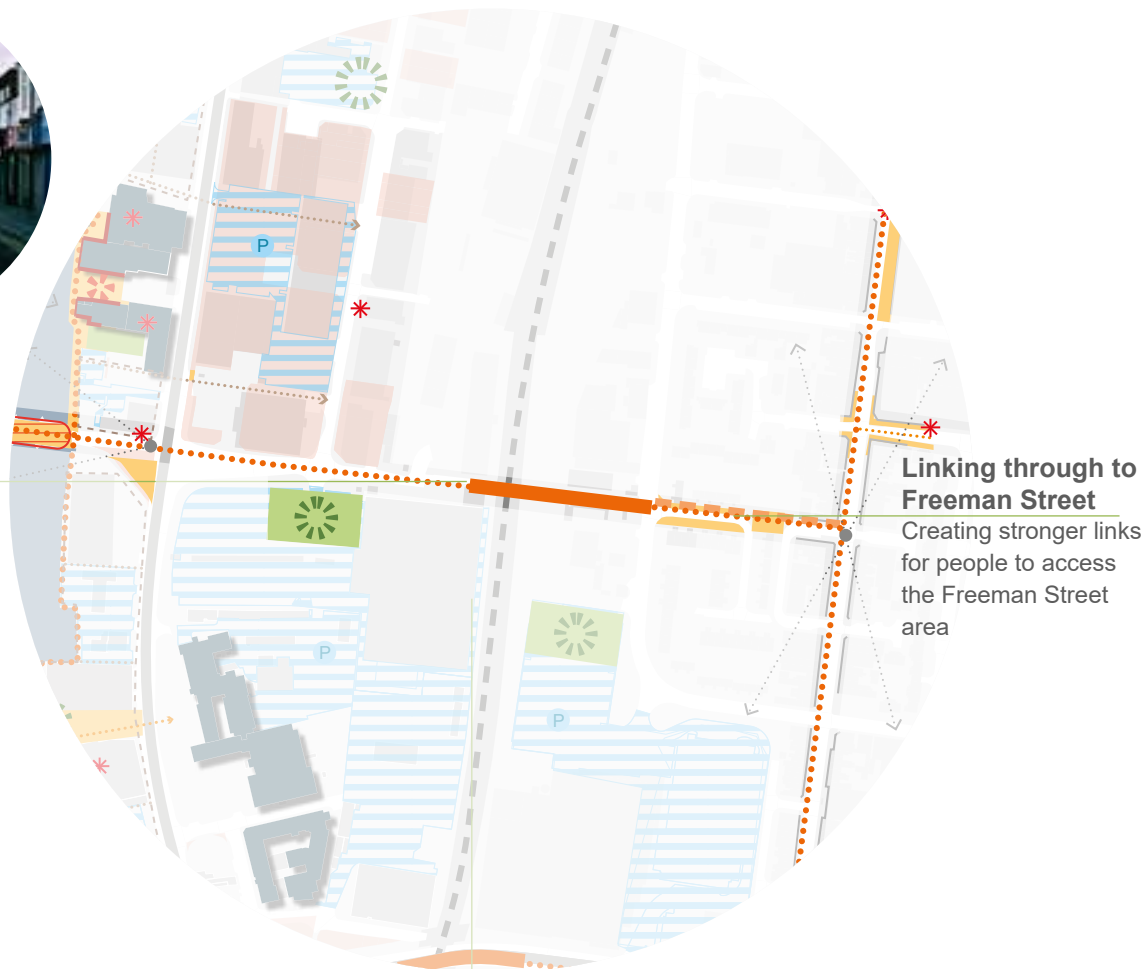 P
Linking through to
Freeman Street
Creating stronger links
for people to access
the Freeman Street
area
P
P